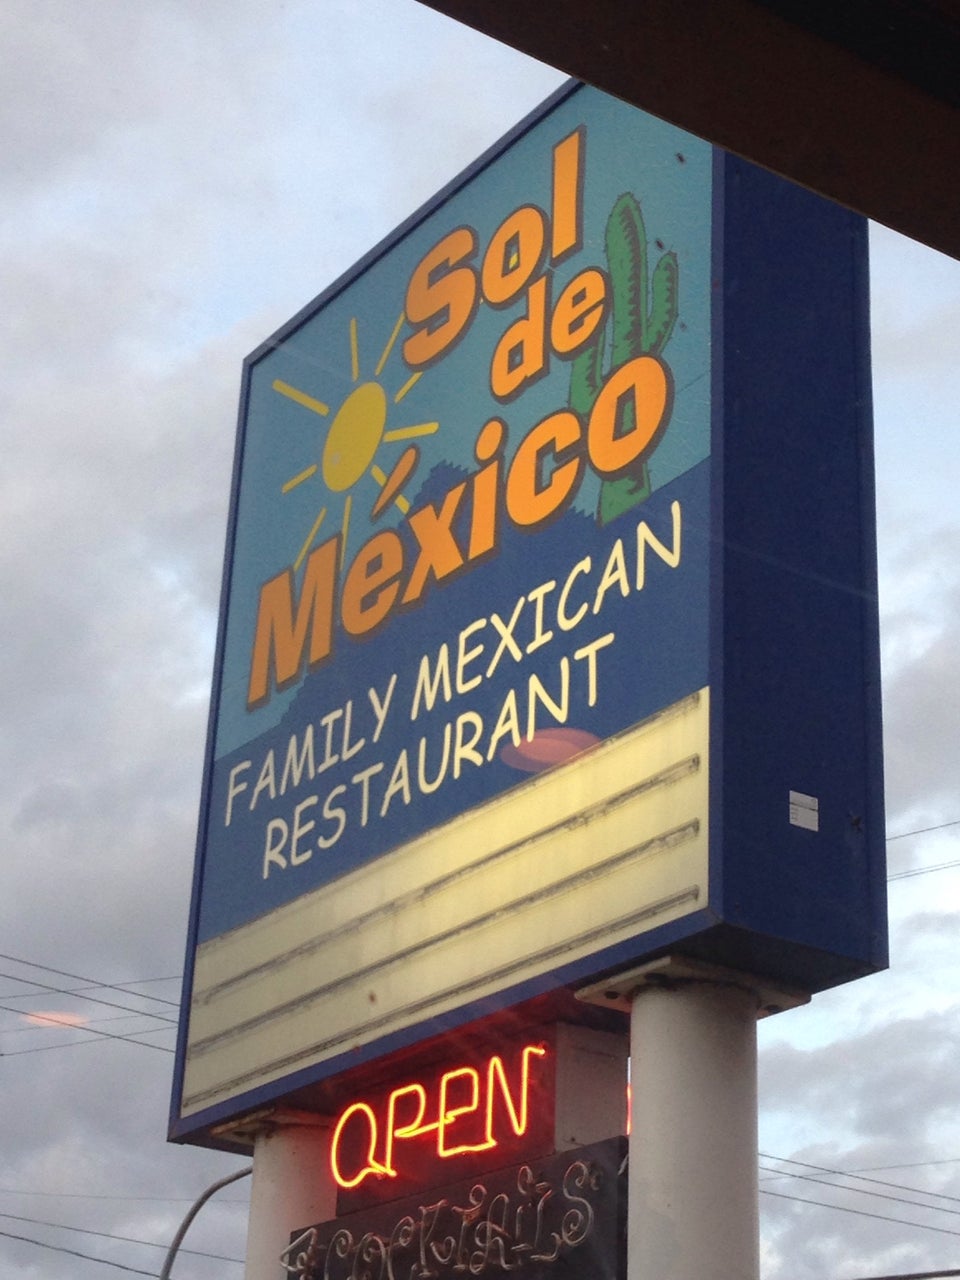 Sol
de
México
FAMILY MEXICAN
RESTAURANT
OPEN
COCKTAILS